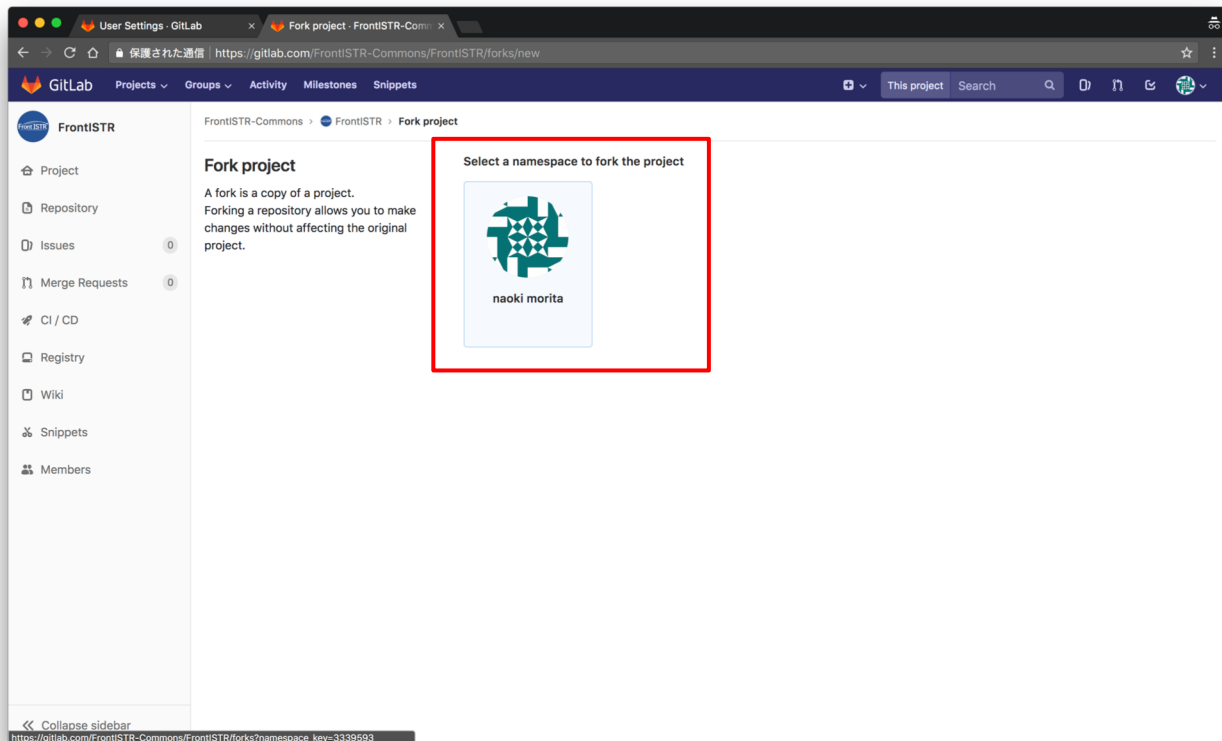 User Settings · GitLab
Fork project · FrontISTR-Comm
保護された通信 https://gitlab.com/FrontISTR-Commons/FrontISTR/forks/new
GitLab Projects Groups Activity Milestones Snippets This project Search
FrontISTR
FrontISTR
FrontISTR-Commons > FrontISTR > Fork project
Project
Repository
Issues 0
Merge Requests 0
CI / CD
Registry
Wiki
Snippets
Members
Fork project
A fork is a copy of a project.
Forking a repository allows you to make
changes without affecting the original
project.
Select a namespace to fork the project
naoki morita
Collapse sidebar
https://gitlab.com/FrontISTR-Commons/FrontISTR/forks?namespace_key=3339593